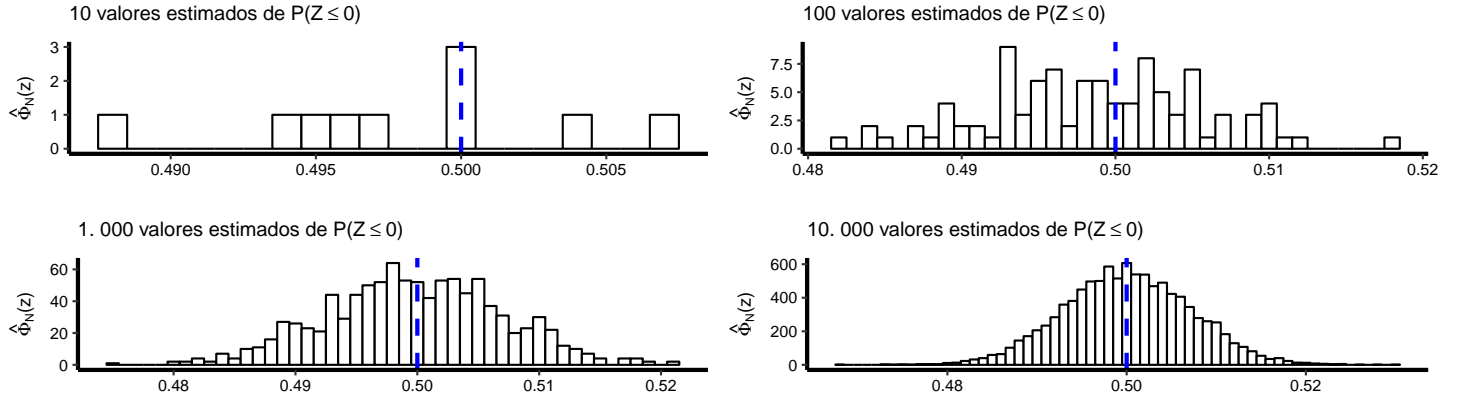 10 valores estimados de P(Z ≤ 0)
Φ̂N(z)
3
2
1
0
0.490 0.495 0.500 0.505
100 valores estimados de P(Z ≤ 0)
Φ̂N(z)
7.5
5.0
2.5
0.0
0.48 0.49 0.50 0.51 0.52
1. 000 valores estimados de P(Z ≤ 0)
Φ̂N(z)
60
40
20
0
0.48 0.49 0.50 0.51 0.52
10. 000 valores estimados de P(Z ≤ 0)
Φ̂N(z)
600
400
200
0
0.48 0.50 0.52